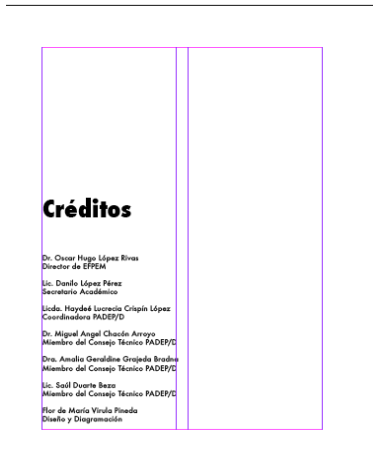 Créditos
Dr. Oscar Hugo López Rivas
Director de EFPEM
Lic. Danilo López Pérez
Secretario Académico
Licda. Haydeé Lucrecia Crispín López
Coordinadora PADEP/D
Dr. Miguel Angel Chacón Arroyo
Miembro del Consejo Técnico PADEP/D
Dra. Amalia Geraldine Grajeda Bradna
Miembro del Consejo Técnico PADEP/D
Lic. Saúl Duarte Beza
Miembro del Consejo Técnico PADEP/D
Flor de María Virula Pineda
Diseño y Diagramación